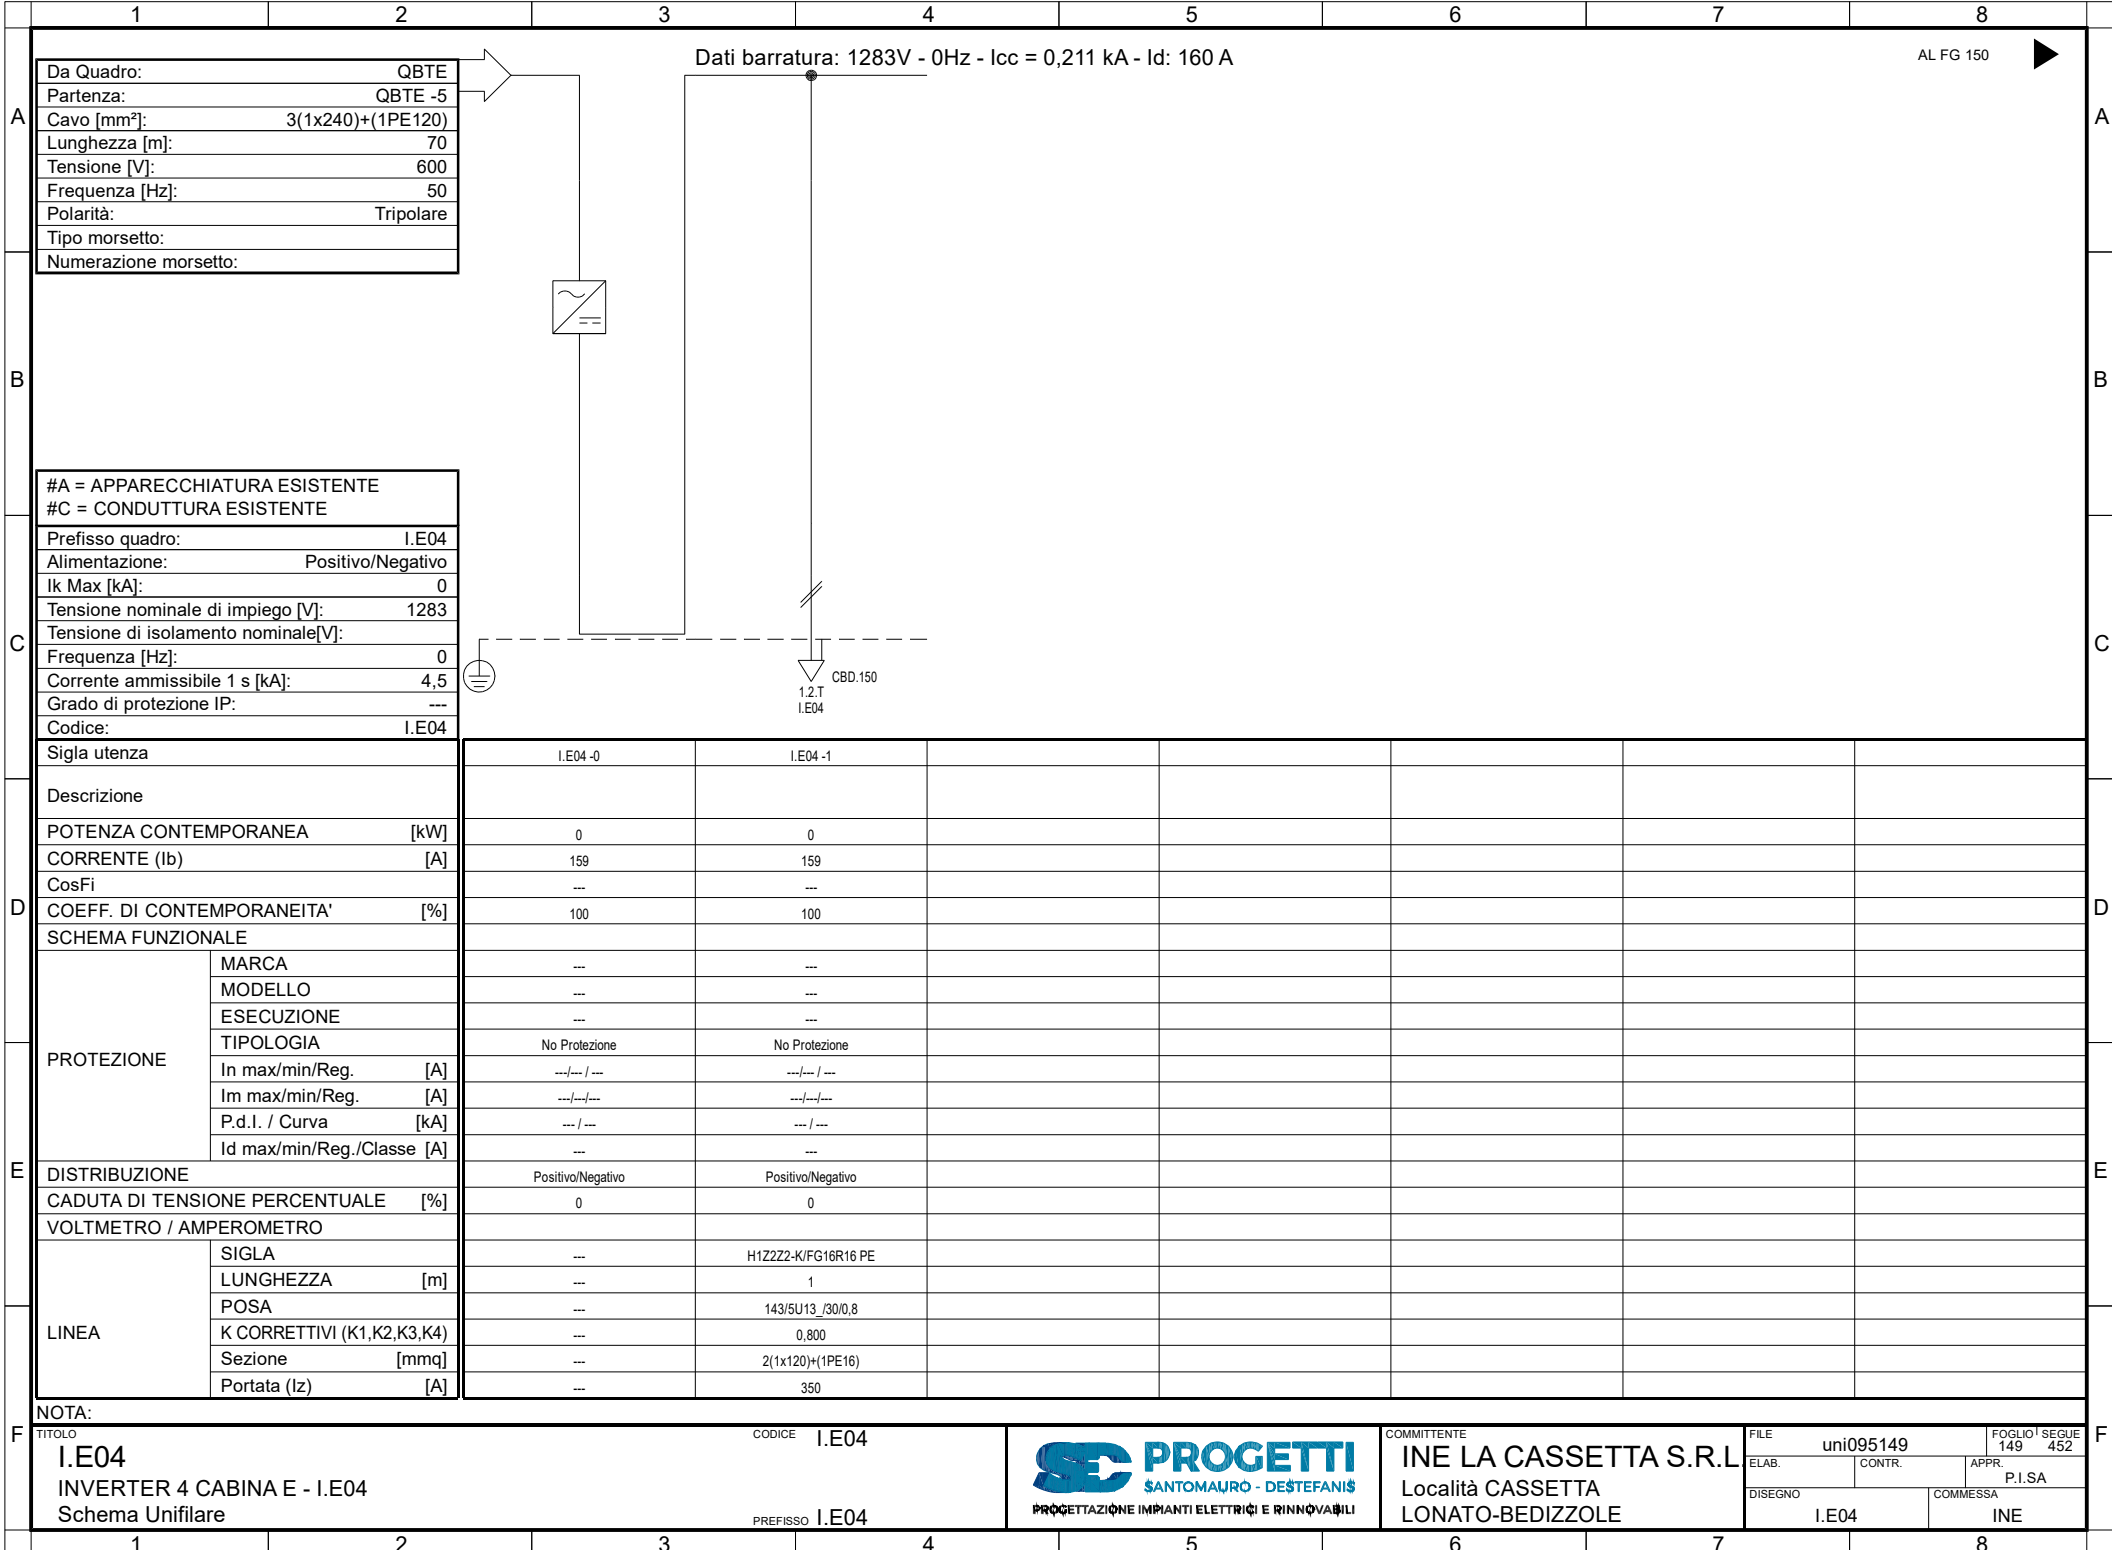 1 2 3 4 5 6 7 8
Dati barratura: 1283V - 0Hz - Icc = 0,211 kA - Id: 160 A
AL FG 150
Da Quadro: QBTE
Partenza: QBTE -5
Cavo [mm²]: 3(1x240)+(1PE120)
Lunghezza [m]: 70
Tensione [V]: 600
Frequenza [Hz]: 50
Polarità: Tripolare
Tipo morsetto:
Numerazione morsetto:
A A
B B
#A = APPARECCHIATURA ESISTENTE
#C = CONDUTTURA ESISTENTE
Prefisso quadro: I.E04
Alimentazione: Positivo/Negativo
Ik Max [kA]: 0
Tensione nominale di impiego [V]: 1283
Tensione di isolamento nominale[V]:
Frequenza [Hz]: 0
Corrente ammissibile 1 s [kA]: 4,5
Grado di protezione IP: ---
Codice: I.E04
C C
CBD.150
1.2.T
I.E04
Sigla utenza I.E04 -0 I.E04 -1
Descrizione
POTENZA CONTEMPORANEA [kW] 0 0
CORRENTE (Ib) [A] 159 159
CosFi --- ---
D D
COEFF. DI CONTEMPORANEITA' [%] 100 100
SCHEMA FUNZIONALE
PROTEZIONE
MARCA --- ---
MODELLO --- ---
ESECUZIONE --- ---
TIPOLOGIA No Protezione No Protezione
In max/min/Reg. [A] ---/--- / --- ---/--- / ---
Im max/min/Reg. [A] ---/---/--- ---/---/---
P.d.I. / Curva [kA] --- / --- --- / ---
Id max/min/Reg./Classe [A] --- ---
E E
DISTRIBUZIONE Positivo/Negativo Positivo/Negativo
CADUTA DI TENSIONE PERCENTUALE [%] 0 0
VOLTMETRO / AMPEROMETRO
LINEA
SIGLA --- H1Z2Z2-K/FG16R16 PE
LUNGHEZZA [m] --- 1
POSA --- 143/5U13_/30/0,8
K CORRETTIVI (K1,K2,K3,K4) --- 0,800
Sezione [mmq] --- 2(1x120)+(1PE16)
Portata (Iz) [A] --- 350
NOTA:
F F
TITOLO
I.E04
INVERTER 4 CABINA E - I.E04
Schema Unifilare
CODICE I.E04
PREFISSO I.E04
SD PROGETTI
SANTOMAURO - DESTEFANIS
PROGETTAZIONE IMPIANTI ELETTRICI E RINNOVABILI
COMMITTENTE
INE LA CASSETTA S.R.L.
Località CASSETTA
LONATO-BEDIZZOLE
FILE uni095149
FOGLIO 149 SEGUE 452
ELAB. CONTR. APPR. P.I.SA
DISEGNO I.E04
COMMESSA INE
1 2 3 4 5 6 7 8